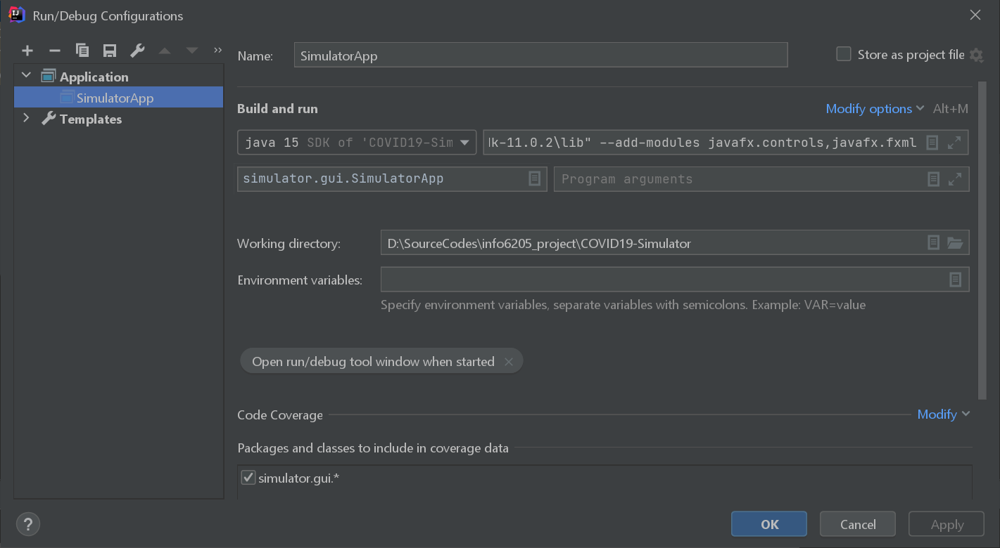 Run/Debug Configurations
Name: SimulatorApp Store as project file
Application
SimulatorApp
Templates
Build and run Modify options Alt+M
java 15 SDK of 'COVID19-Sim k-11.0.2\lib" --add-modules javafx.controls,javafx.fxml
simulator.gui.SimulatorApp Program arguments
Working directory: D:\SourceCodes\info6205_project\COVID19-Simulator
Environment variables:
Specify environment variables, separate variables with semicolons. Example: VAR=value
Open run/debug tool window when started
Code Coverage Modify
Packages and classes to include in coverage data
simulator.gui.*
? OK Cancel Apply